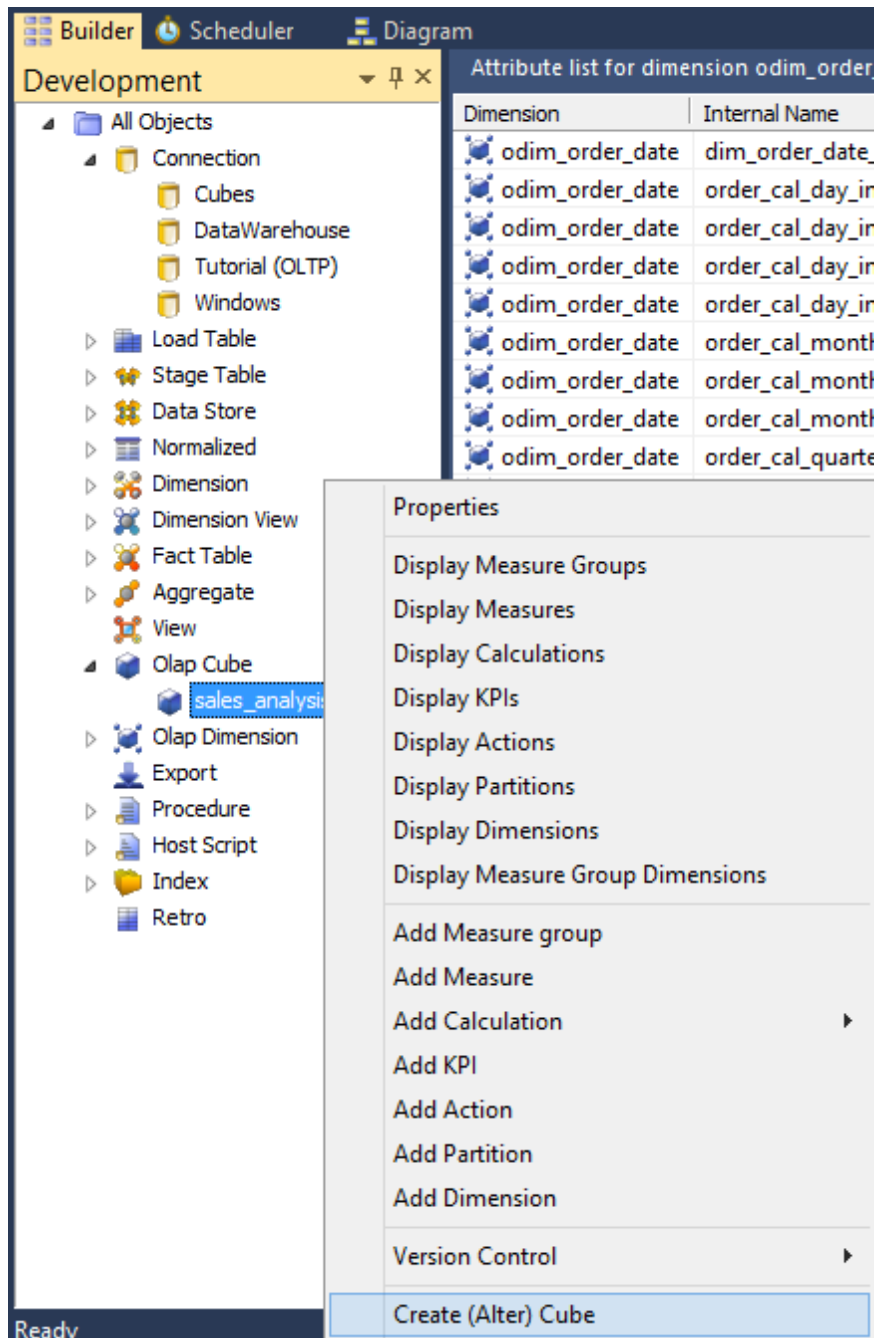 Builder Scheduler Diagram
Development
All Objects
Connection
Cubes
DataWarehouse
Tutorial (OLTP)
Windows
Load Table
Stage Table
Data Store
Normalized
Dimension
Dimension View
Fact Table
Aggregate
View
Olap Cube
sales_analysis
Olap Dimension
Export
Procedure
Host Script
Index
Retro
Ready
Attribute list for dimension odim_order_
Dimension Internal Name
odim_order_date dim_order_date_
odim_order_date order_cal_day_in
odim_order_date order_cal_day_in
odim_order_date order_cal_day_in
odim_order_date order_cal_day_in
odim_order_date order_cal_month
odim_order_date order_cal_month
odim_order_date order_cal_month
odim_order_date order_cal_quarte
Properties
Display Measure Groups
Display Measures
Display Calculations
Display KPIs
Display Actions
Display Partitions
Display Dimensions
Display Measure Group Dimensions
Add Measure group
Add Measure
Add Calculation
Add KPI
Add Action
Add Partition
Add Dimension
Version Control
Create (Alter) Cube